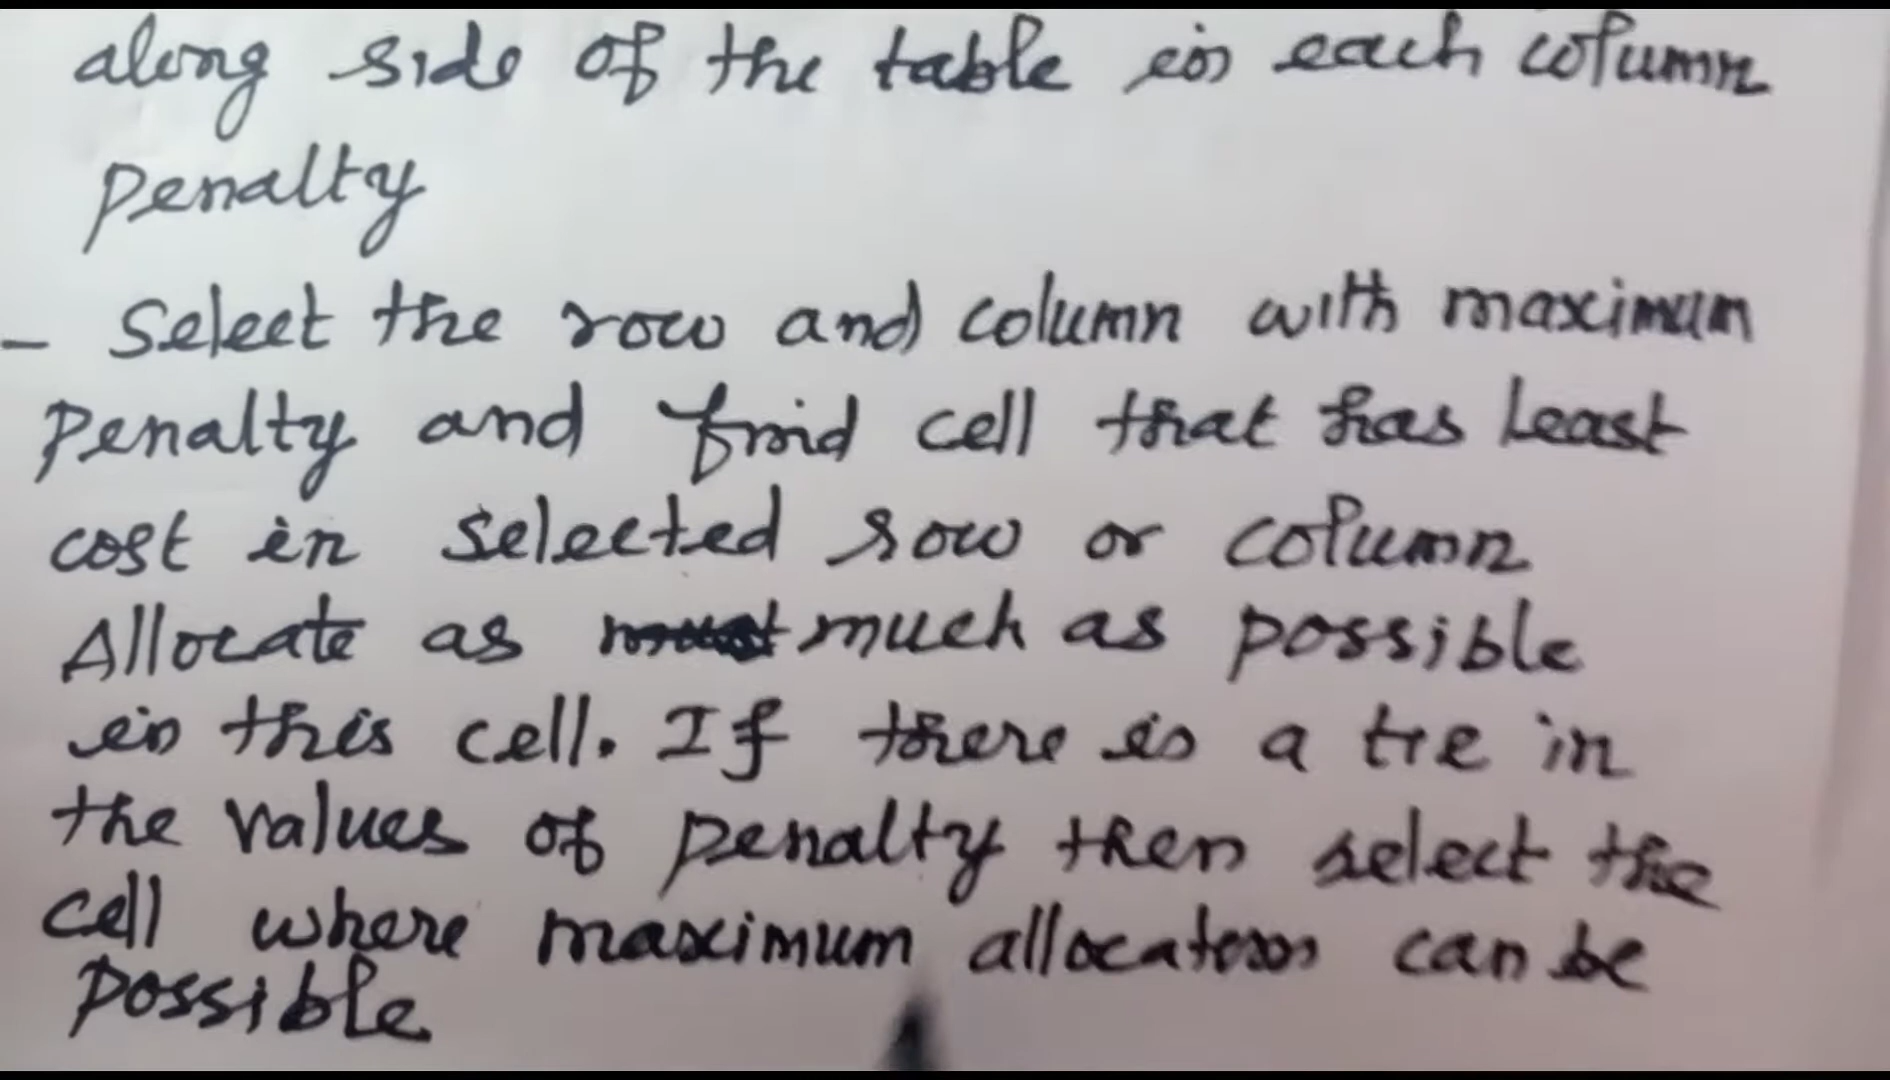 along side of the table in each column
Penalty
- Select the row and column with maximum
Penalty and find cell that has least
cost in selected row or column
Allocate as much as possible
in this cell. If there is a tie in
the values of penalty then select the
cell where maximum allocation can be
possible